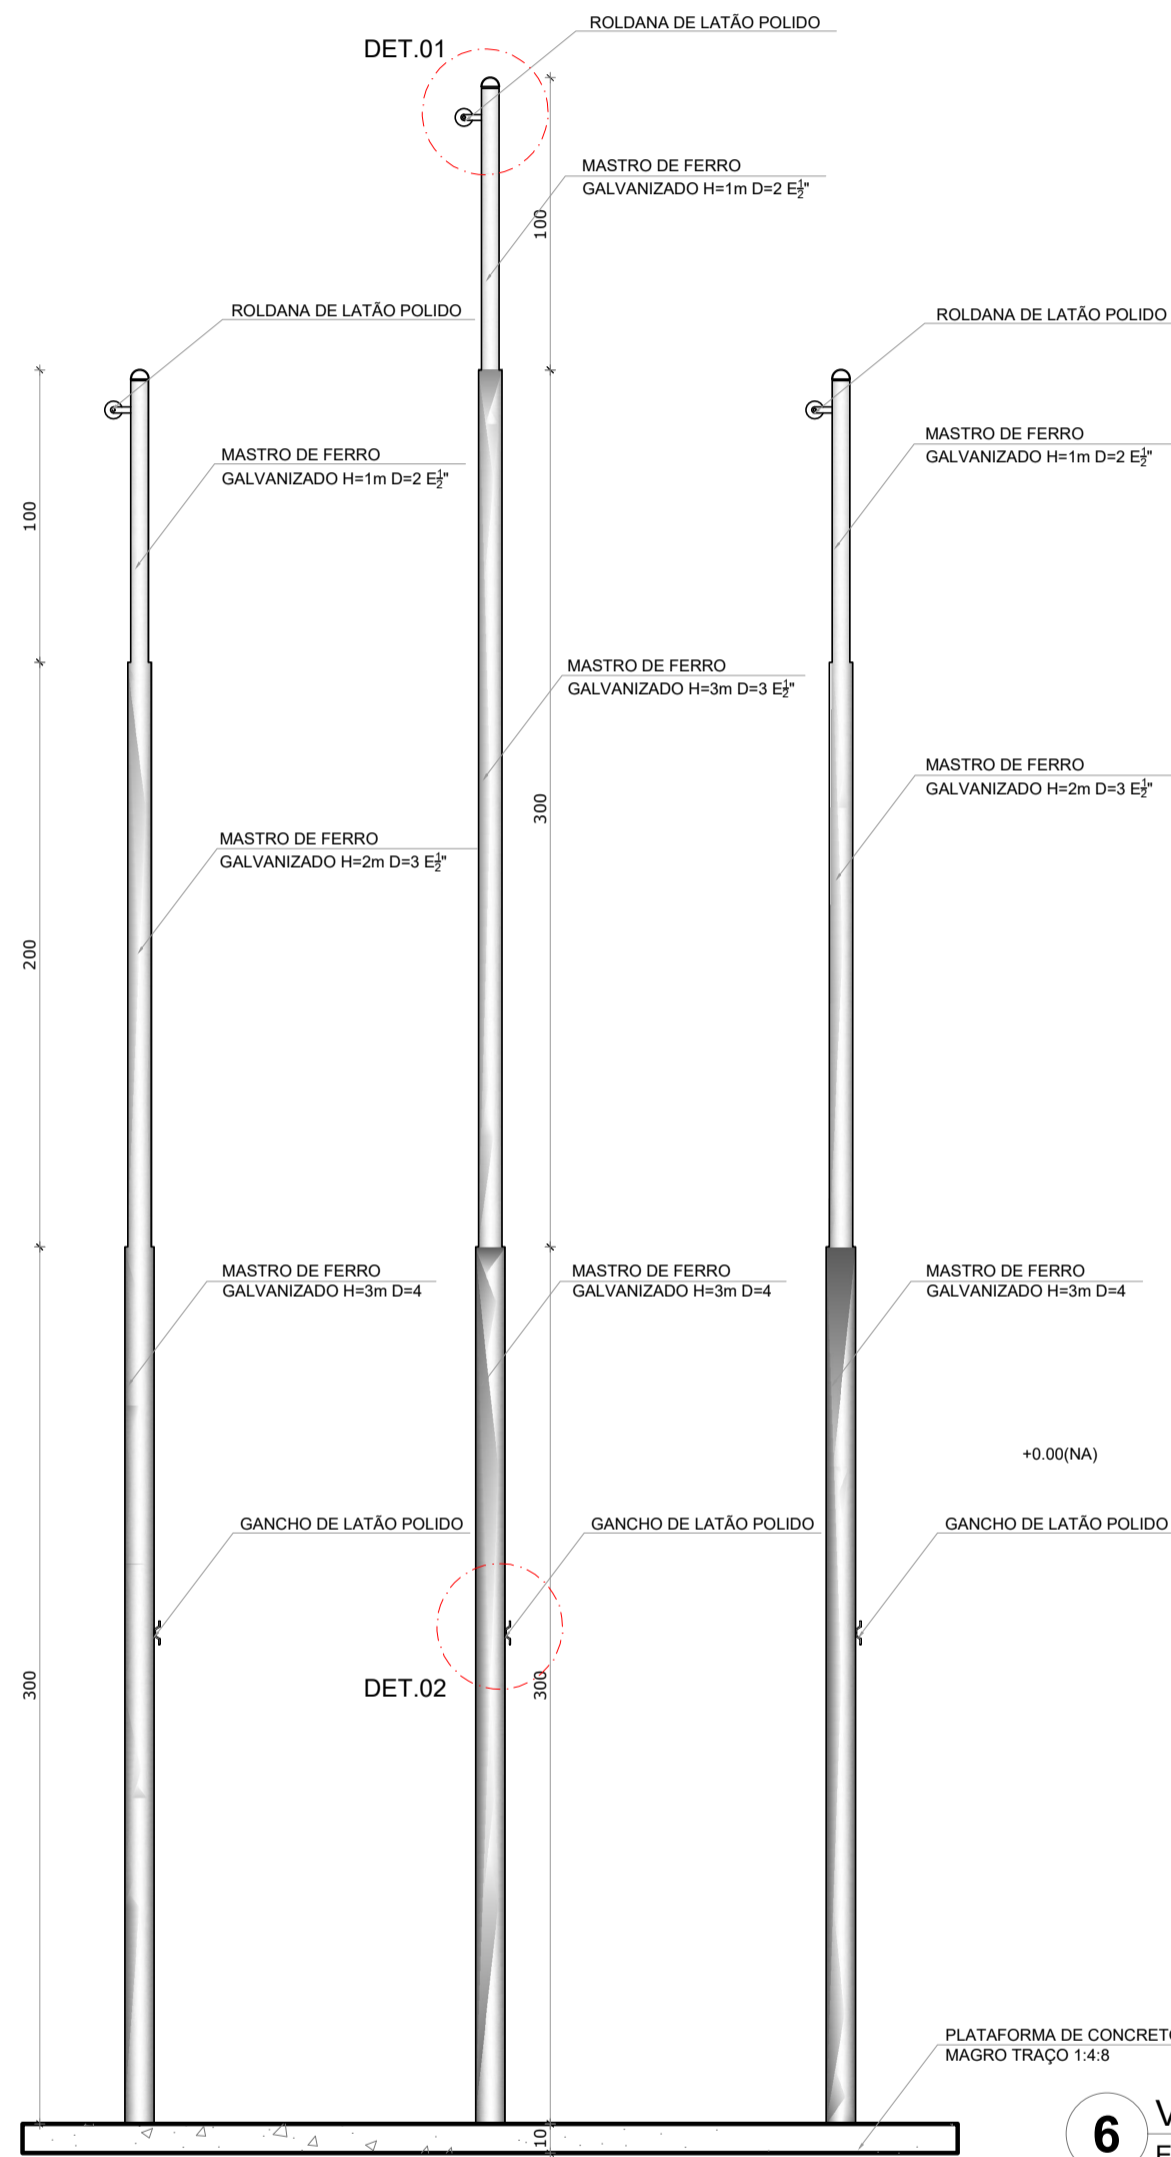 ROLDANA DE LATÃO POLIDO
DET.01
MASTRO DE FERRO
GALVANIZADO H=1m D=2 E½"
100
ROLDANA DE LATÃO POLIDO
ROLDANA DE LATÃO POLIDO
MASTRO DE FERRO
GALVANIZADO H=1m D=2 E½"
MASTRO DE FERRO
GALVANIZADO H=1m D=2 E½"
100
MASTRO DE FERRO
GALVANIZADO H=3m D=3 E½"
MASTRO DE FERRO
GALVANIZADO H=2m D=3 E½"
300
MASTRO DE FERRO
GALVANIZADO H=2m D=3 E½"
200
MASTRO DE FERRO
GALVANIZADO H=3m D=4
MASTRO DE FERRO
GALVANIZADO H=3m D=4
MASTRO DE FERRO
GALVANIZADO H=3m D=4
+0.00(NA)
GANCHO DE LATÃO POLIDO
GANCHO DE LATÃO POLIDO
GANCHO DE LATÃO POLIDO
300
DET.02
300
PLATAFORMA DE CONCRETO
MAGRO TRAÇO 1:4:8
10
6